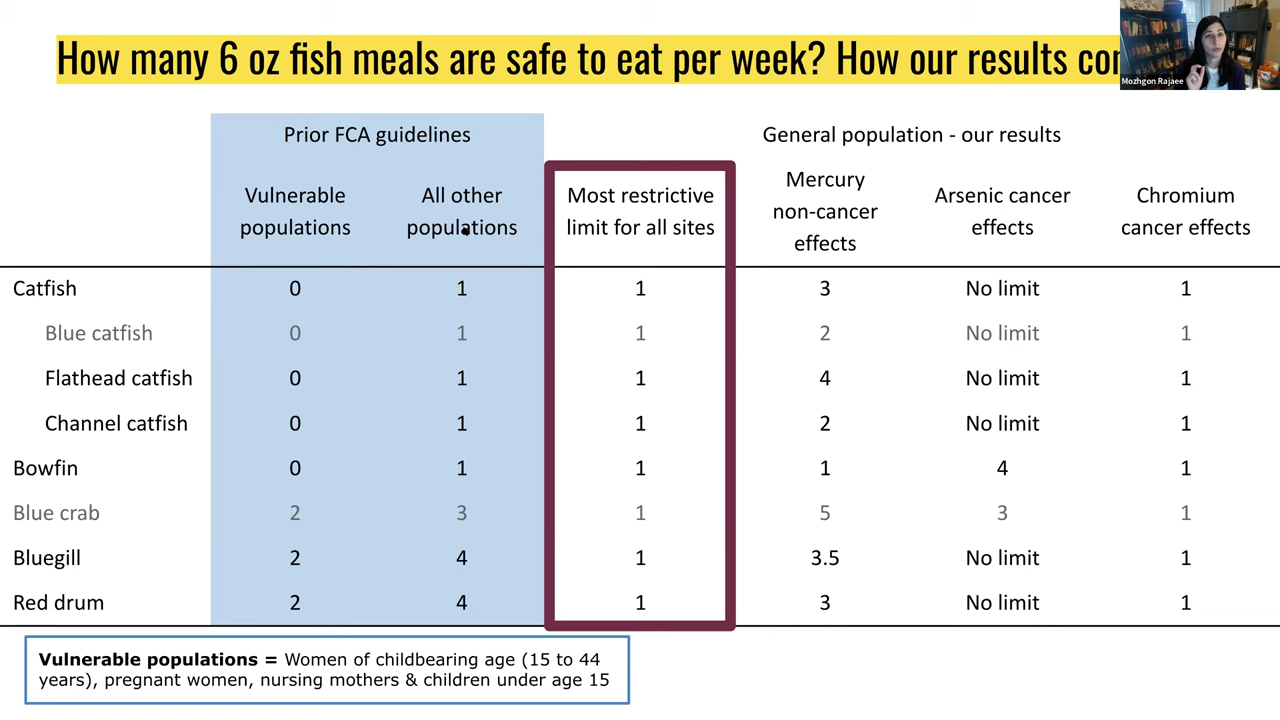 How many 6 oz fish meals are safe to eat per week? How our results
Mozhgon Rajaee
Prior FCA guidelines
General population - our results
Vulnerable populations
All other populations
Most restrictive limit for all sites
Mercury non-cancer effects
Arsenic cancer effects
Chromium cancer effects
Catfish 0 1 1 3 No limit 1
Blue catfish 0 1 1 2 No limit 1
Flathead catfish 0 1 1 4 No limit 1
Channel catfish 0 1 1 2 No limit 1
Bowfin 0 1 1 1 4 1
Blue crab 2 3 1 5 3 1
Bluegill 2 4 1 3.5 No limit 1
Red drum 2 4 1 3 No limit 1
Vulnerable populations = Women of childbearing age (15 to 44
years), pregnant women, nursing mothers & children under age 15